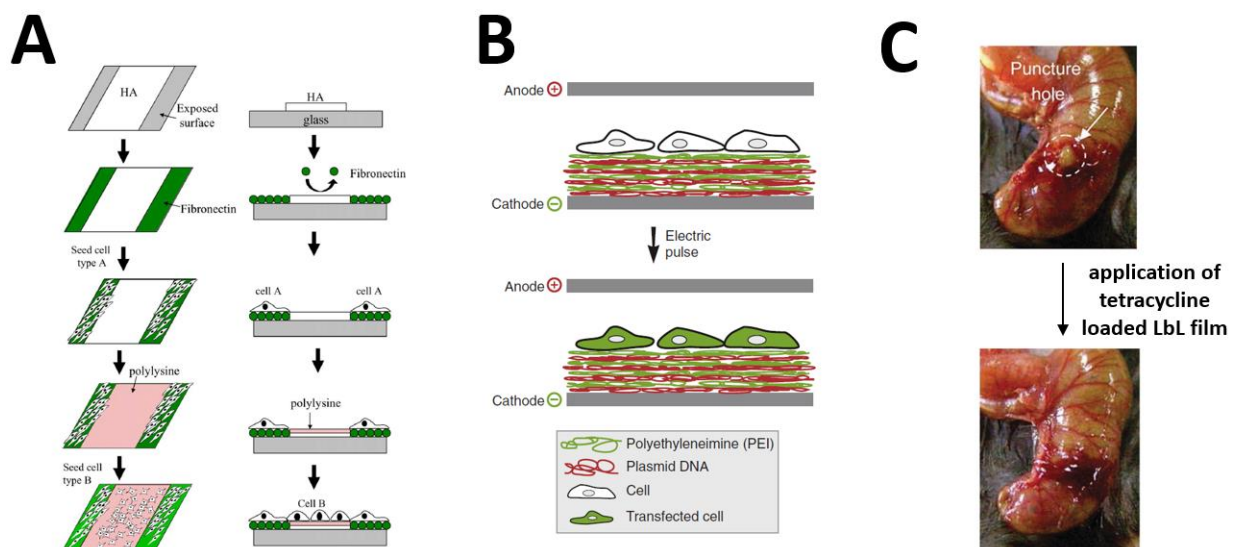 A
HA
Exposed
surface
Fibronectin
Seed cell
type A
polylysine
Seed cell
type B
HA
glass
Fibronectin
cell A
cell A
polylysine
Cell B
B
Anode +
Cathode −
Electric
pulse
Anode +
Cathode −
Polyethyleneimine (PEI)
Plasmid DNA
Cell
Transfected cell
C
Puncture
hole
application of
tetracycline
loaded LbL film